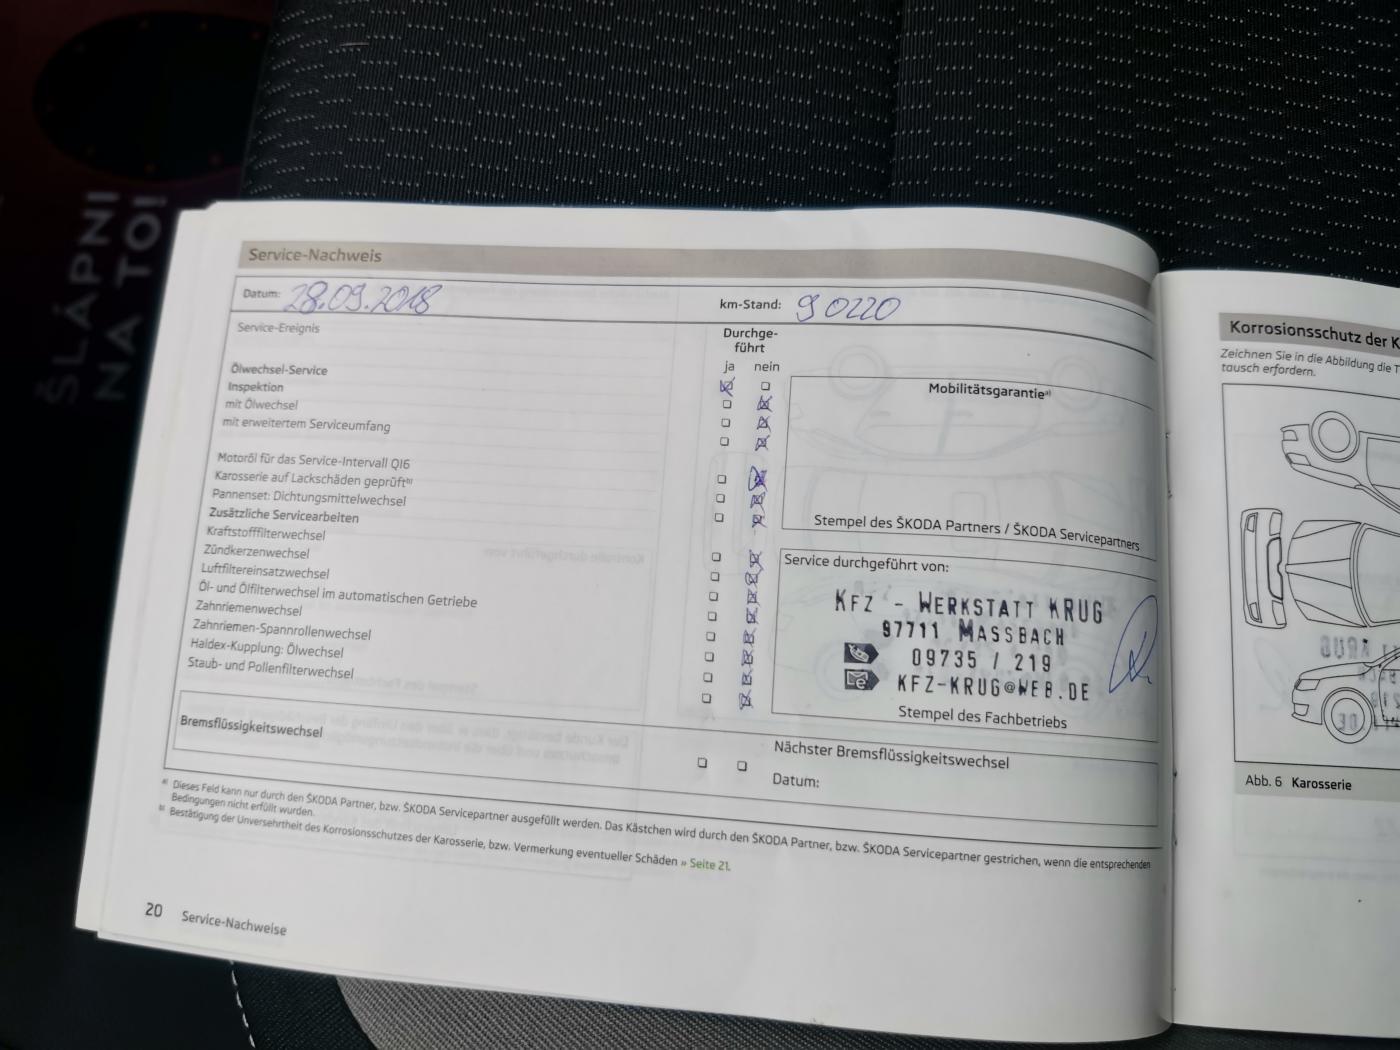 ŠLÁPNI
NA TO!
Service-Nachweis
Datum: 28.09.2018
km-Stand: 90220
Service-Ereignis
Durchge-
führt
ja nein
Ölwechsel-Service
Inspektion
mit Ölwechsel
mit erweitertem Serviceumfang
Motoröl für das Service-Intervall QI6
Karosserie auf Lackschäden geprüftb)
Pannenset: Dichtungsmittelwechsel
Zusätzliche Servicearbeiten
Kraftstofffilterwechsel
Zündkerzenwechsel
Luftfiltereinsatzwechsel
Öl- und Ölfilterwechsel im automatischen Getriebe
Zahnriemenwechsel
Zahnriemen-Spannrollenwechsel
Haldex-Kupplung: Ölwechsel
Staub- und Pollenfilterwechsel
Mobilitätsgarantiea)
Stempel des ŠKODA Partners / ŠKODA Servicepartners
Service durchgeführt von:
KFZ - WERKSTATT KRUG
97711 MASSBACH
09735 / 219
KFZ-KRUG@WEB.DE
Stempel des Fachbetriebs
Bremsflüssigkeitswechsel
Nächster Bremsflüssigkeitswechsel
Datum:
a) Dieses Feld kann nur durch den ŠKODA Partner, bzw. ŠKODA Servicepartner ausgefüllt werden. Das Kästchen wird durch den ŠKODA Partner, bzw. ŠKODA Servicepartner gestrichen, wenn die entsprechenden
Bedingungen nicht erfüllt wurden.
b) Bestätigung der Unversehrtheit des Korrosionsschutzes der Karosserie, bzw. Vermerkung eventueller Schäden » Seite 21.
20 Service-Nachweise
Korrosionsschutz der K
Zeichnen Sie in die Abbildung die T
tausch erfordern.
Abb. 6 Karosserie